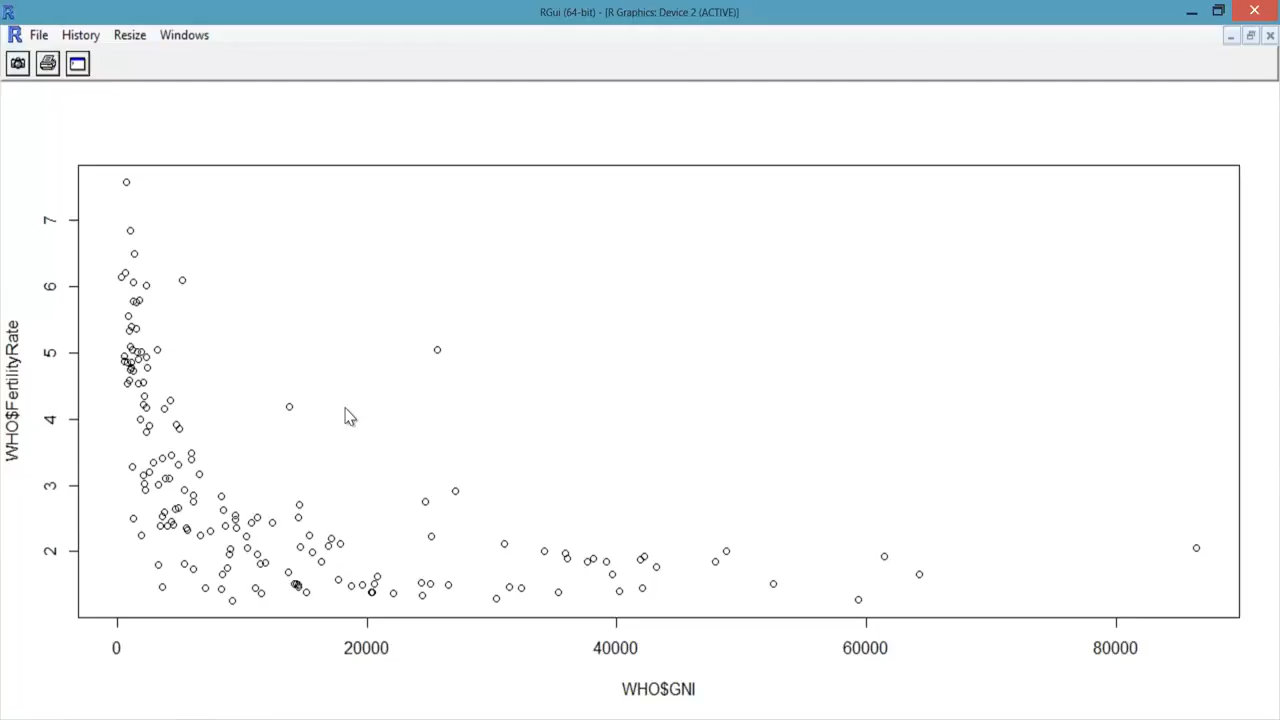 RGui (64-bit) - [R Graphics: Device 2 (ACTIVE)]
File History Resize Windows
7
6
5
4
3
2
WHO$FertilityRate
0 20000 40000 60000 80000
WHO$GNI